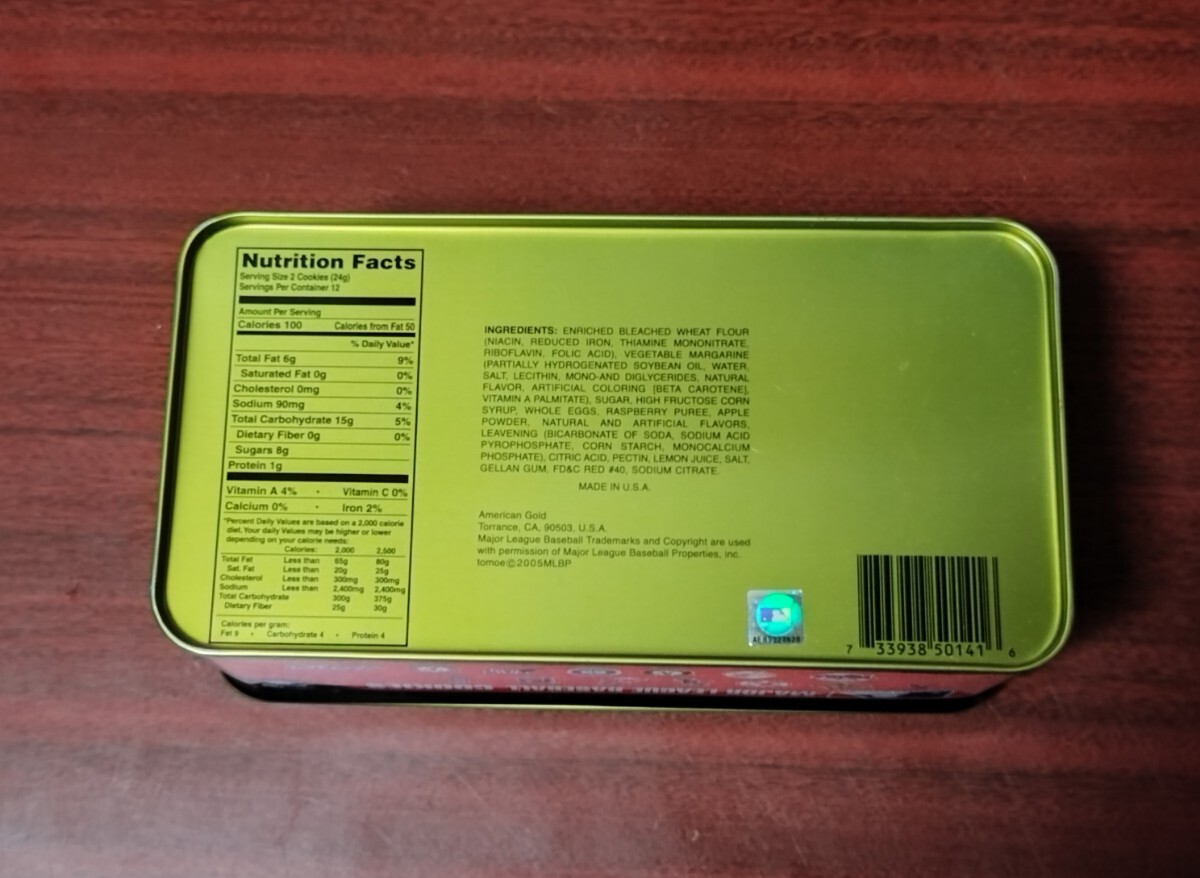 Nutrition Facts
Serving Size 2 Cookies (24g)
Servings Per Container 12
Amount Per Serving
Calories 100 Calories from Fat 50
% Daily Value*
Total Fat 6g 9%
Saturated Fat 0g 0%
Cholesterol 0mg 0%
Sodium 90mg 4%
Total Carbohydrate 15g 5%
Dietary Fiber 0g 0%
Sugars 8g
Protein 1g
Vitamin A 4% • Vitamin C 0%
Calcium 0% • Iron 2%
*Percent Daily Values are based on a 2,000 calorie
diet. Your daily Values may be higher or lower
depending on your calorie needs:
Calories: 2,000 2,500
Total Fat Less than 65g 80g
Sat. Fat Less than 20g 25g
Cholesterol Less than 300mg 300mg
Sodium Less than 2,400mg 2,400mg
Total Carbohydrate 300g 375g
Dietary Fiber 25g 30g
Calories per gram:
Fat 9 • Carbohydrate 4 • Protein 4
INGREDIENTS: ENRICHED BLEACHED WHEAT FLOUR
(NIACIN, REDUCED IRON, THIAMINE MONONITRATE,
RIBOFLAVIN, FOLIC ACID), VEGETABLE MARGARINE
(PARTIALLY HYDROGENATED SOYBEAN OIL, WATER,
SALT, LECITHIN, MONO-AND DIGLYCERIDES, NATURAL
FLAVOR, ARTIFICIAL COLORING [BETA CAROTENE],
VITAMIN A PALMITATE), SUGAR, HIGH FRUCTOSE CORN
SYRUP, WHOLE EGGS, RASPBERRY PUREE, APPLE
POWDER, NATURAL AND ARTIFICIAL FLAVORS,
LEAVENING (BICARBONATE OF SODA, SODIUM ACID
PYROPHOSPHATE, CORN STARCH, MONOCALCIUM
PHOSPHATE), CITRIC ACID, PECTIN, LEMON JUICE, SALT,
GELLAN GUM, FD&C RED #40, SODIUM CITRATE.
MADE IN U.S.A.
American Gold
Torrance, CA, 90503, U.S.A.
Major League Baseball Trademarks and Copyright are used
with permission of Major League Baseball Properties, Inc.
tomoe©2005MLBP
7 33938 50141 6
MAJOR LEAGUE BASEBALL COOKIES